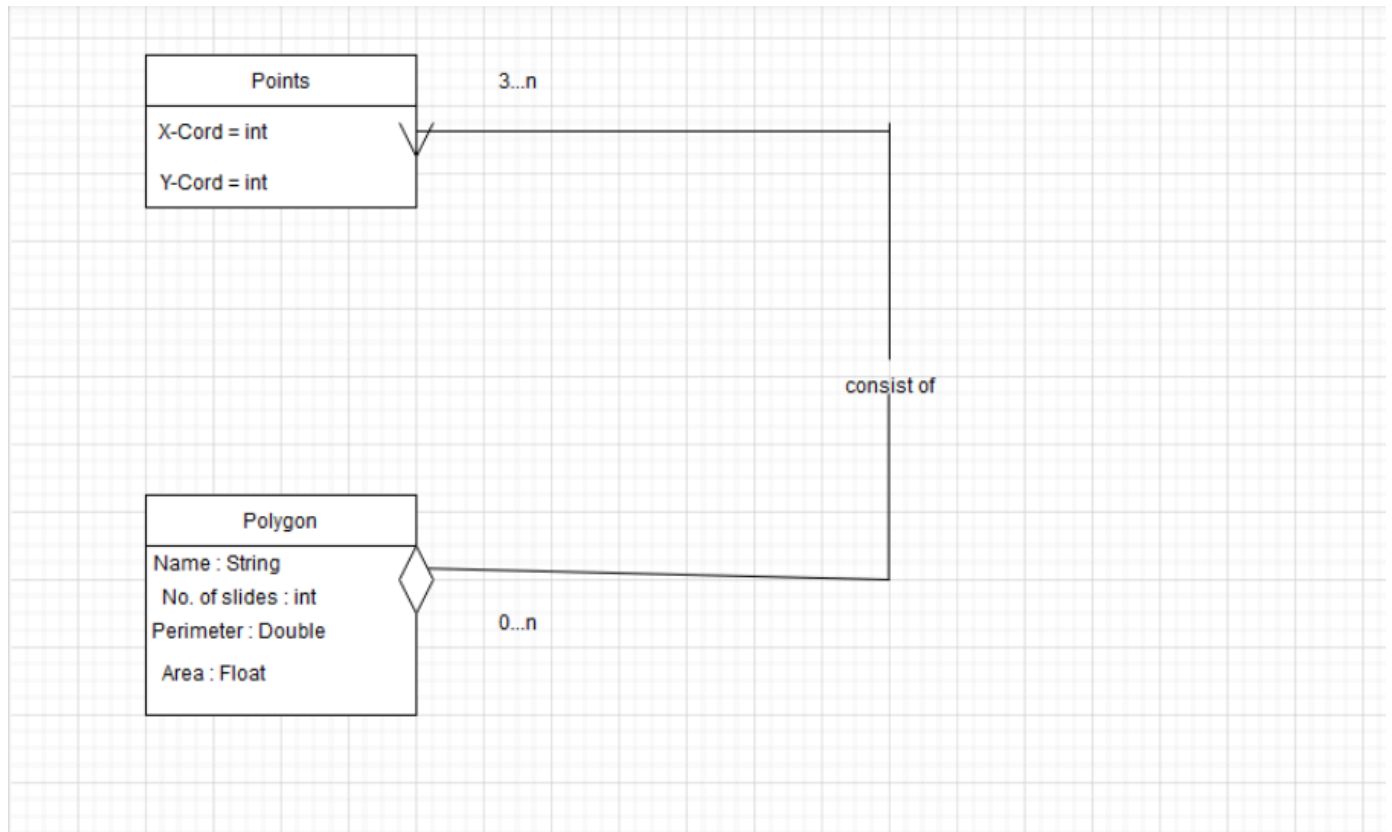 Points
3...n
X-Cord = int
Y-Cord = int
consist of
Polygon
Name : String
No. of slides : int
Perimeter : Double
0...n
Area : Float